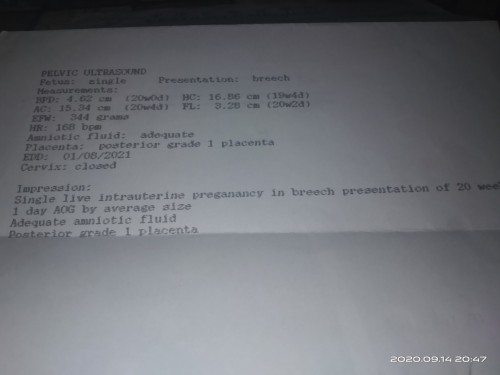 PELVIC ULTRASOUND
Fetus: single Presentation: breech
Measurements:
BPD: 4.62 cm (20w0d) HC: 16.86 cm (19w4d)
AC: 15.34 cm (20w4d) FL: 3.28 cm (20w2d)
EFW: 344 grams
HR: 168 bpm
Amniotic fluid: adequate
Placenta: posterior grade 1 placenta
EDD: 01/08/2021
Cervix: closed
Impression:
Single live intrauterine preganancy in breech presentation of 20 wee
1 day AOG by average size
Adequate amniotic fluid
Posterior grade 1 placenta
2020.09.14 20:47